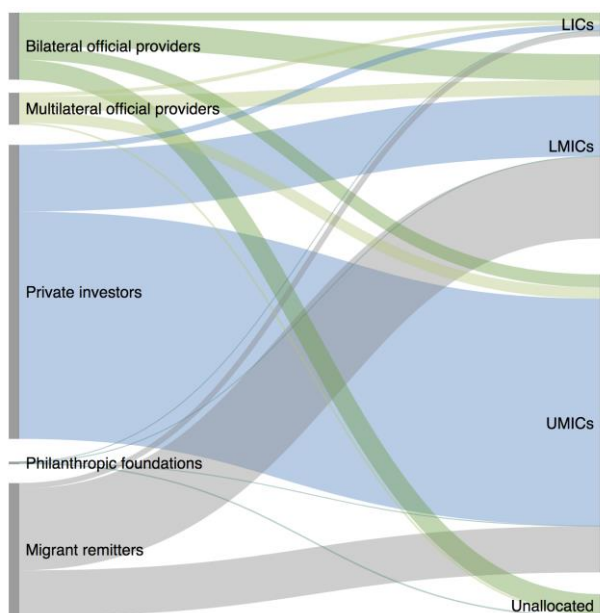 Bilateral official providers
Multilateral official providers
Private investors
Philanthropic foundations
Migrant remitters
LICs
LMICs
UMICs
Unallocated